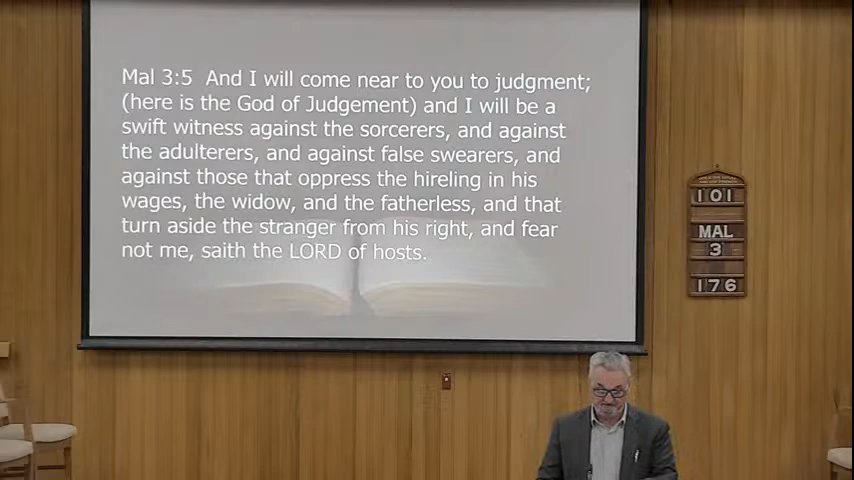 Mal 3:5 And I will come near to you to judgment;
(here is the God of Judgement) and I will be a
swift witness against the sorcerers, and against
the adulterers, and against false swearers, and
against those that oppress the hireling in his
wages, the widow, and the fatherless, and that
turn aside the stranger from his right, and fear
not me, saith the LORD of hosts.
101
MAL
3
176